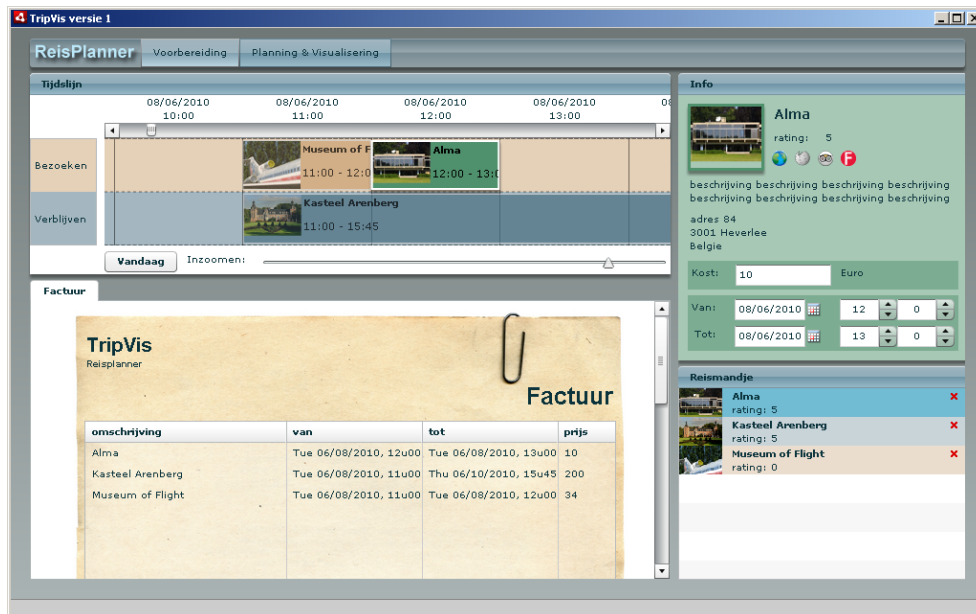 TripVis versie 1
ReisPlanner Voorbereiding Planning & Visualisering
Tijdslijn
08/06/2010 08/06/2010 08/06/2010 08/06/2010
10:00 11:00 12:00 13:00
Bezoeken
Museum of F
11:00 - 12:0
Alma
12:00 - 13:0
Verblijven
Kasteel Arenberg
11:00 - 15:45
Vandaag Inzoomen:
Factuur
TripVis
Reisplanner
Factuur
omschrijving van tot prijs
Alma Tue 06/08/2010, 12u00 Tue 06/08/2010, 13u00 10
Kasteel Arenberg Tue 06/08/2010, 11u00 Thu 06/10/2010, 15u45 200
Museum of Flight Tue 06/08/2010, 11u00 Tue 06/08/2010, 12u00 34
Info
Alma
rating: 5
beschrijving beschrijving beschrijving beschrijving
beschrijving beschrijving beschrijving beschrijving
adres 84
3001 Heverlee
Belgie
Kost: 10 Euro
Van: 08/06/2010 12 0
Tot: 08/06/2010 13 0
Reismandje
Alma
rating: 5
Kasteel Arenberg
rating: 5
Museum of Flight
rating: 0